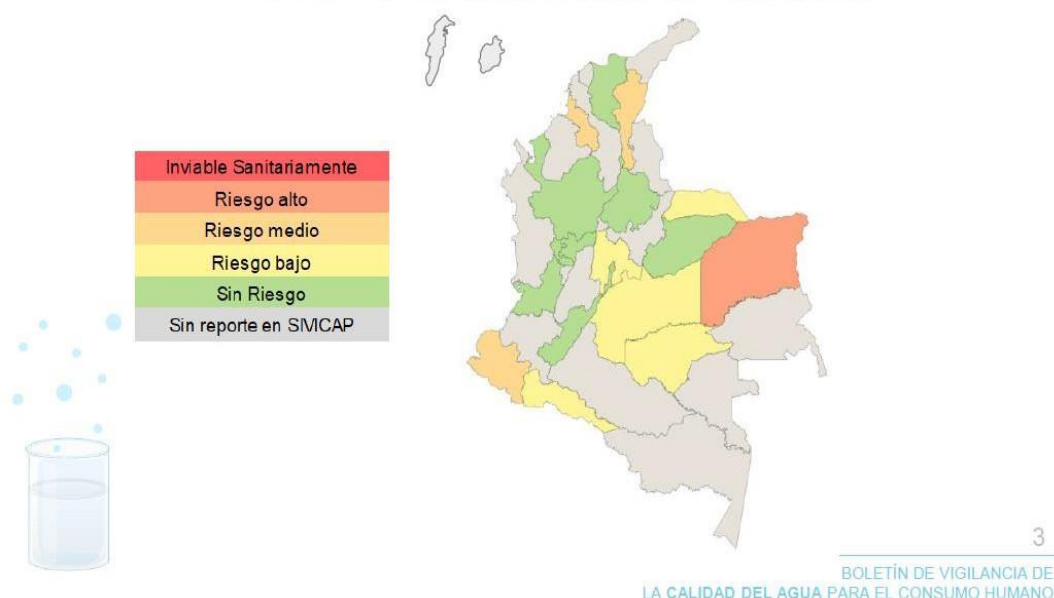 Inviable Sanitariamente
Riesgo alto
Riesgo medio
Riesgo bajo
Sin Riesgo
Sin reporte en SIVICAP
3
BOLETÍN DE VIGILANCIA DE
LA CALIDAD DEL AGUA PARA EL CONSUMO HUMANO